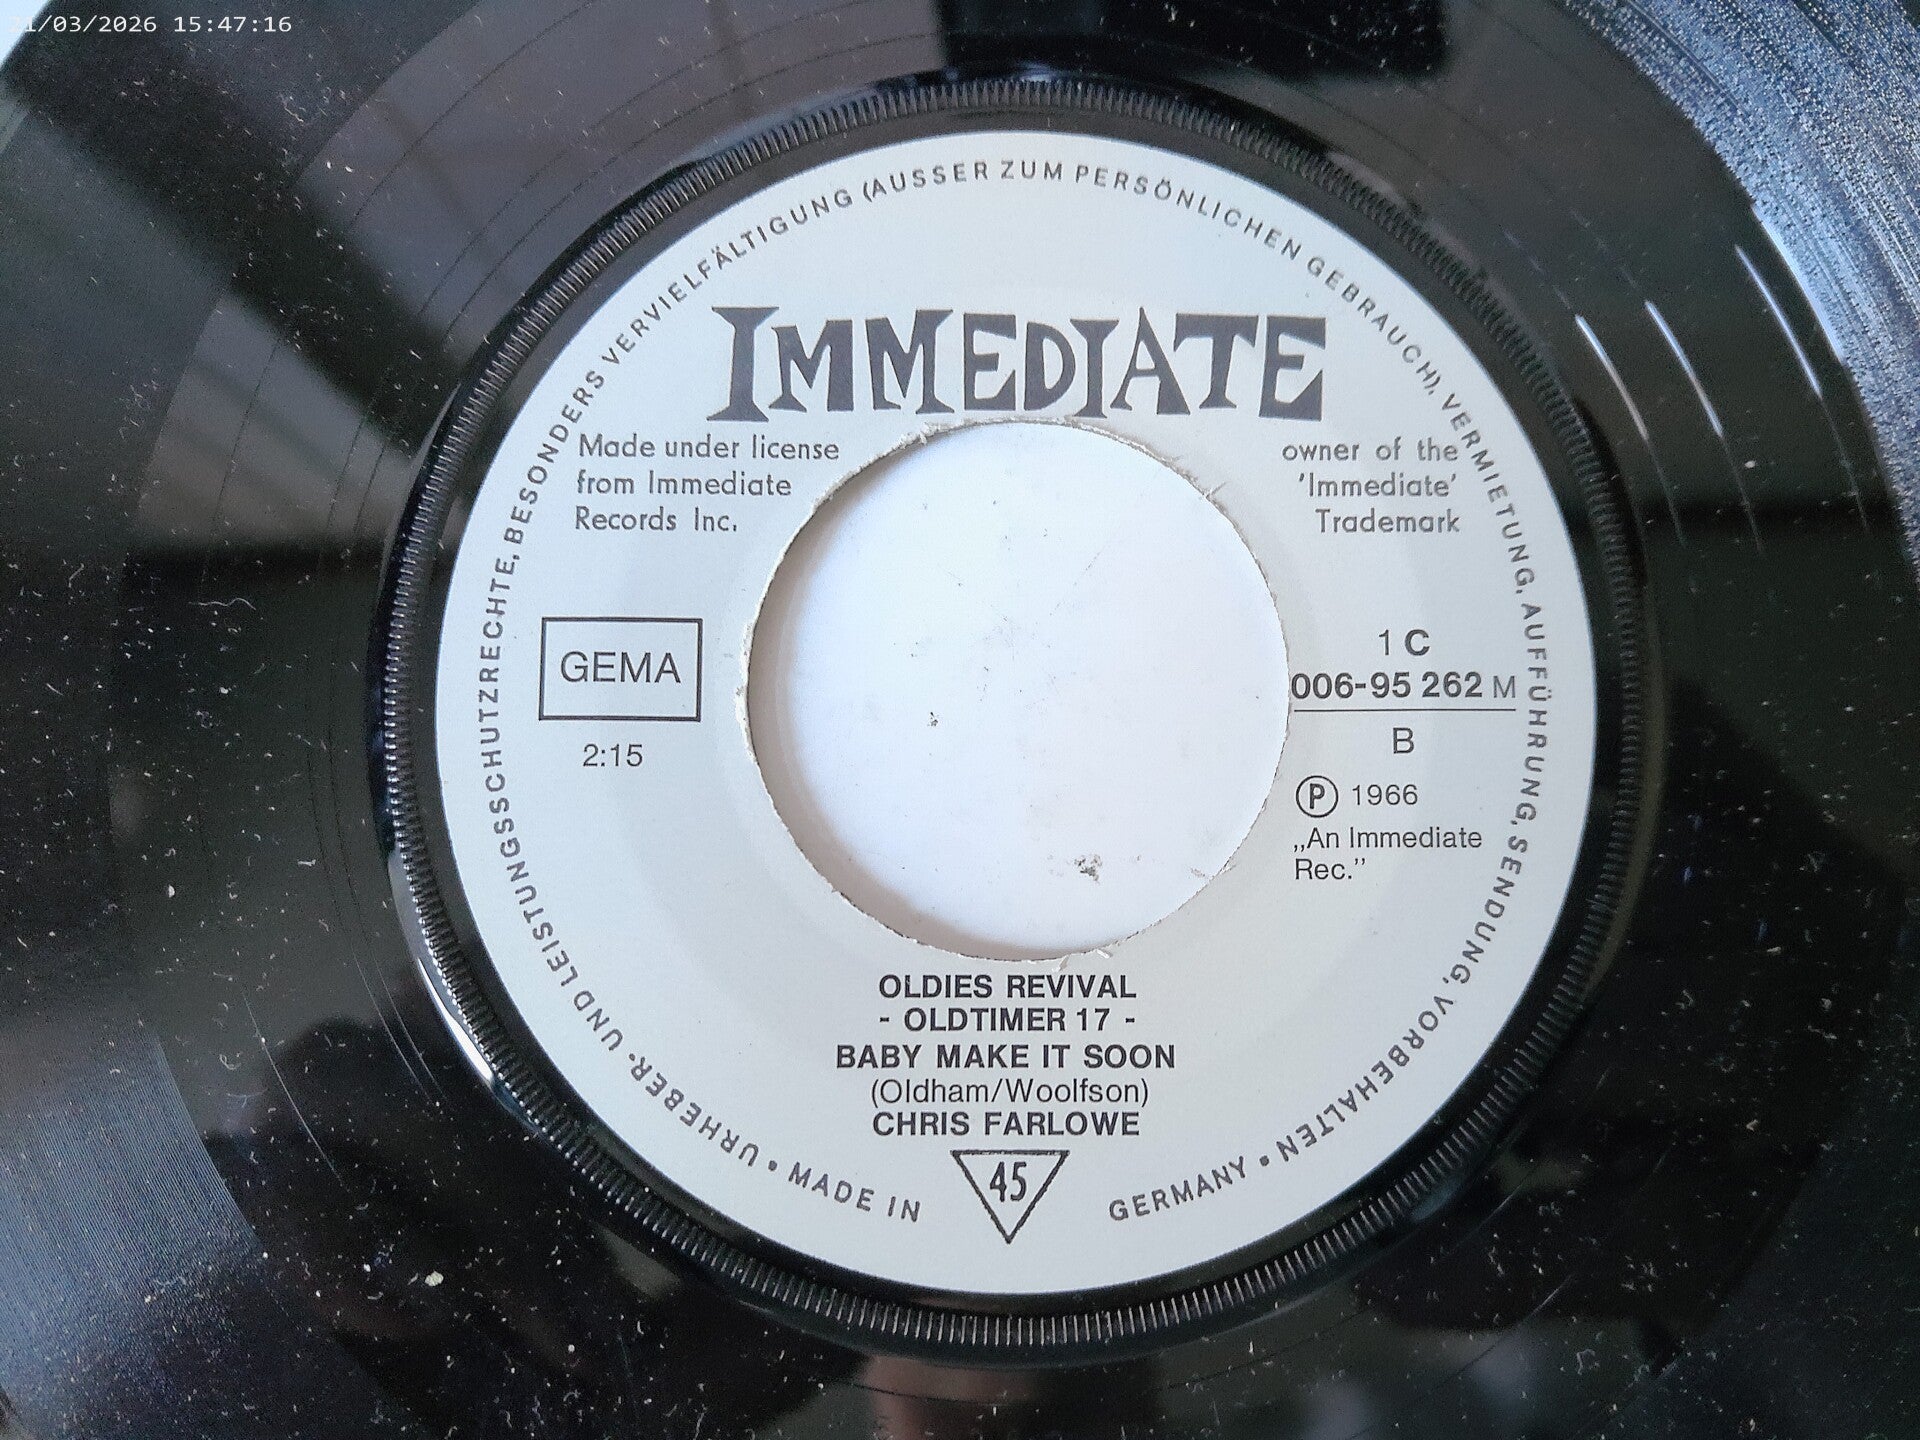 21/03/2026 15:47:16
URHEBER- UND LEISTUNGSSCHUTZRECHTE, BESONDERS VERVIELFÄLTIGUNG (AUSSER ZUM PERSÖNLICHEN GEBRAUCH), VERMIETUNG, AUFFÜHRUNG, SENDUNG, VORBEHALTEN •
IMMEDIATE
Made under license
from Immediate
Records Inc.
owner of the
'Immediate'
Trademark
GEMA
2:15
1 C
006-95 262 M
B
Ⓟ 1966
„An Immediate
Rec.”
OLDIES REVIVAL
- OLDTIMER 17 -
BABY MAKE IT SOON
(Oldham/Woolfson)
CHRIS FARLOWE
• MADE IN
45
GERMANY